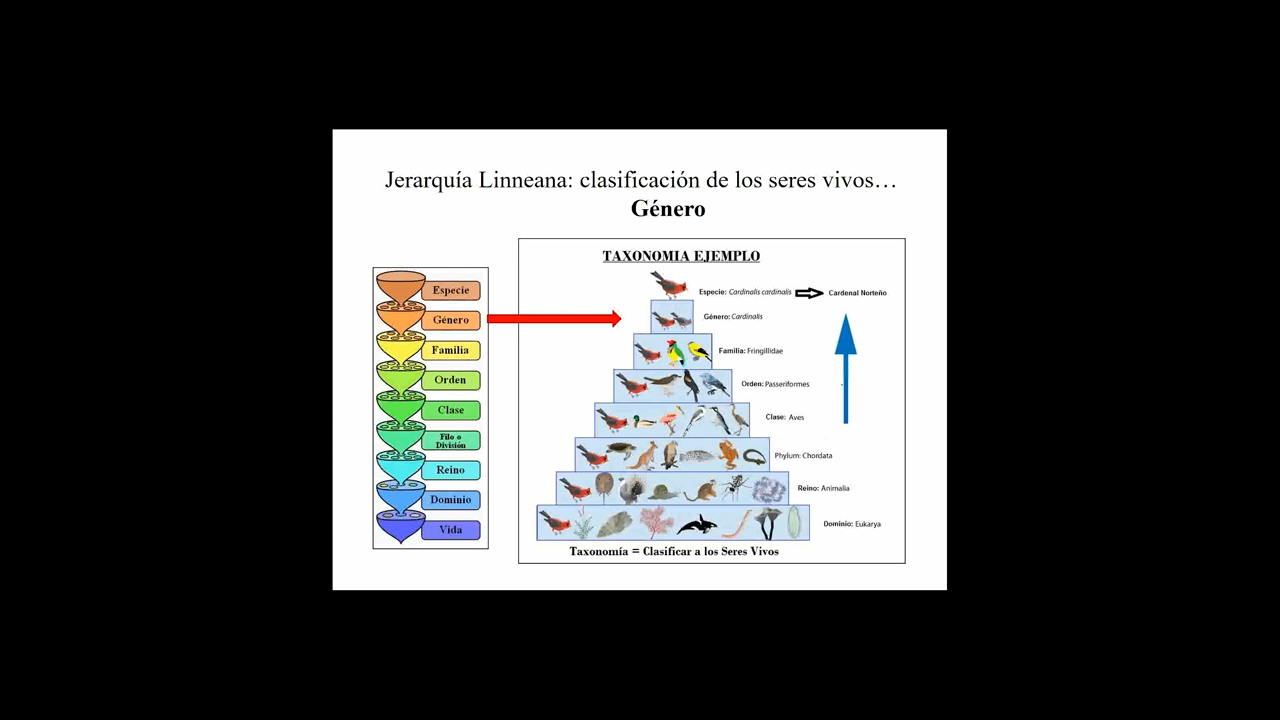 Jerarquía Linneana: clasificación de los seres vivos…
Género
Especie
Género
Familia
Orden
Clase
Filo o
División
Reino
Dominio
Vida
TAXONOMIA EJEMPLO
Especie: Cardinalis cardinalis
Cardenal Norteño
Género: Cardinalis
Familia: Fringillidae
Orden: Passeriformes
Clase: Aves
Phylum: Chordata
Reino: Animalia
Dominio: Eukarya
Taxonomía = Clasificar a los Seres Vivos